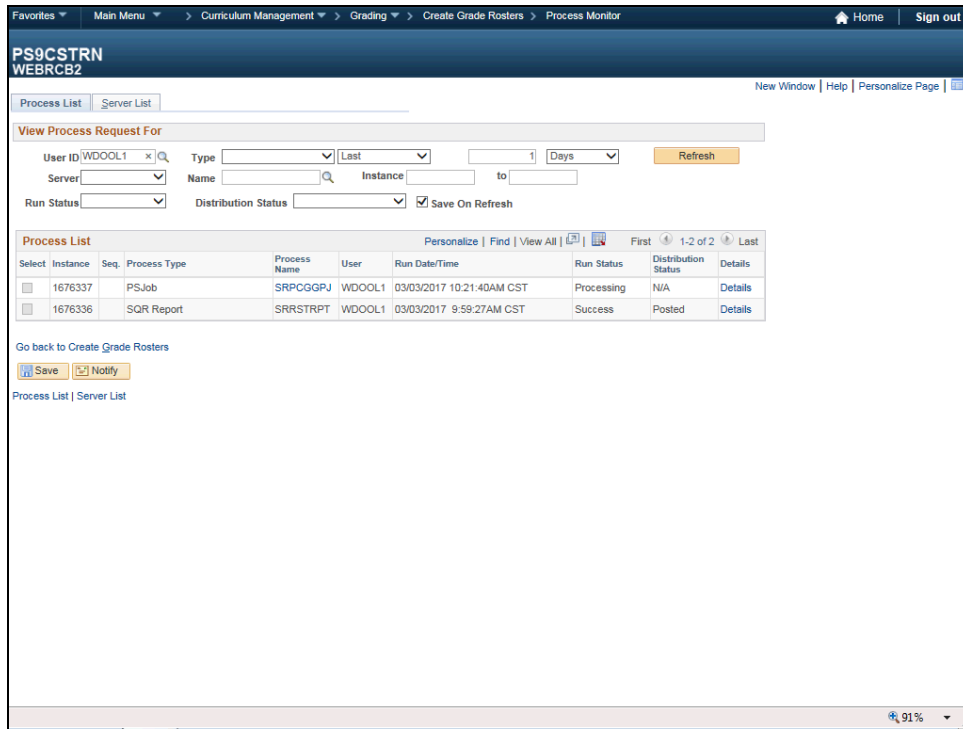 Favorites Main Menu > Curriculum Management > Grading > Create Grade Rosters > Process Monitor Home Sign out
PS9CSTRN
WEBRCB2
New Window | Help | Personalize Page |
Process List Server List
View Process Request For
User ID WDOOL1 × Type Last 1 Days Refresh
Server Name Instance to
Run Status Distribution Status Save On Refresh
Process List Personalize | Find | View All | | First 1-2 of 2 Last
Select Instance Seq. Process Type Process Name User Run Date/Time Run Status Distribution Status Details
1676337 PSJob SRPCGGPJ WDOOL1 03/03/2017 10:21:40AM CST Processing N/A Details
1676336 SQR Report SRRSTRPT WDOOL1 03/03/2017 9:59:27AM CST Success Posted Details
Go back to Create Grade Rosters
Save Notify
Process List | Server List
91%